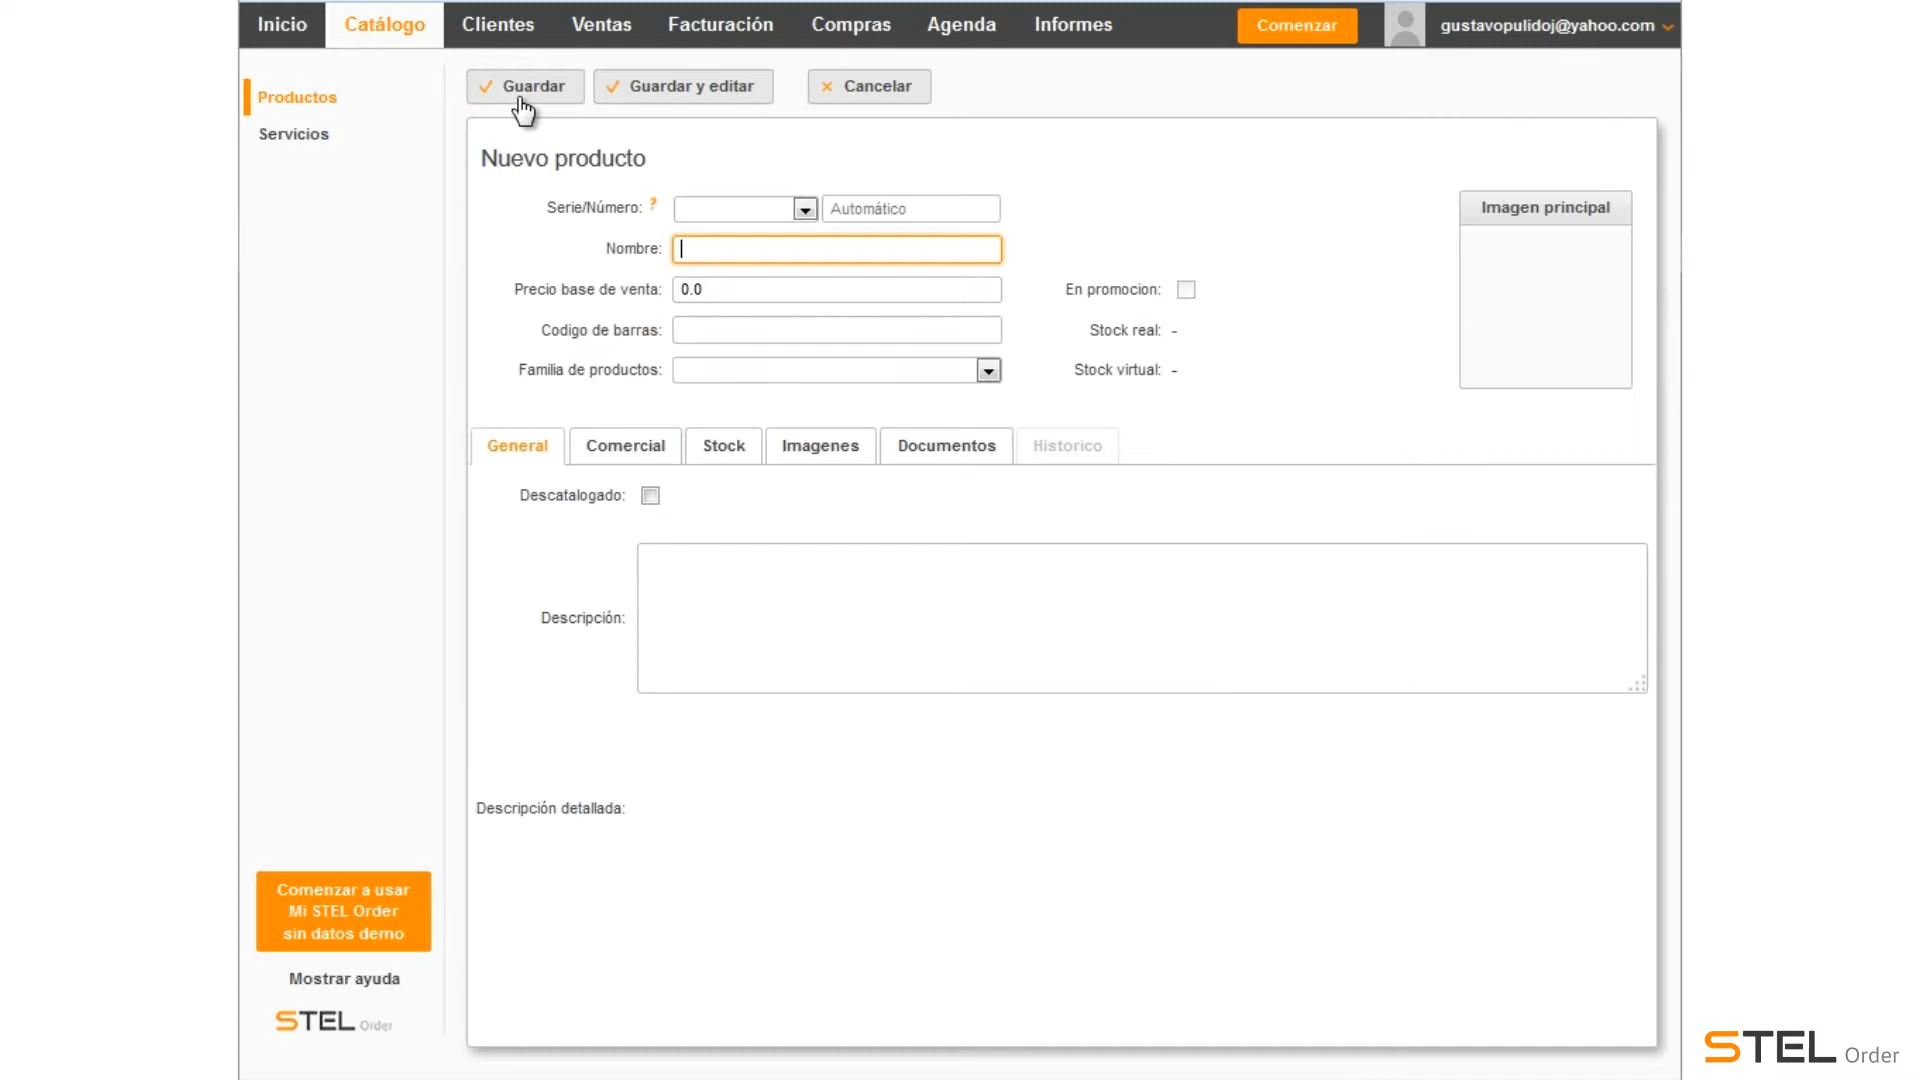 Inicio Catálogo Clientes Ventas Facturación Compras Agenda Informes Comenzar gustavopulidoj@yahoo.com
Productos
Servicios
Guardar Guardar y editar Cancelar
Nuevo producto
Serie/Número: ? Automático
Nombre:
Precio base de venta: 0.0 En promocion:
Codigo de barras: Stock real: -
Familia de productos: Stock virtual: -
Imagen principal
General Comercial Stock Imagenes Documentos Historico
Descatalogado:
Descripción:
Descripción detallada:
Comenzar a usar
Mi STEL Order
sin datos demo
Mostrar ayuda
STEL Order
STEL Order